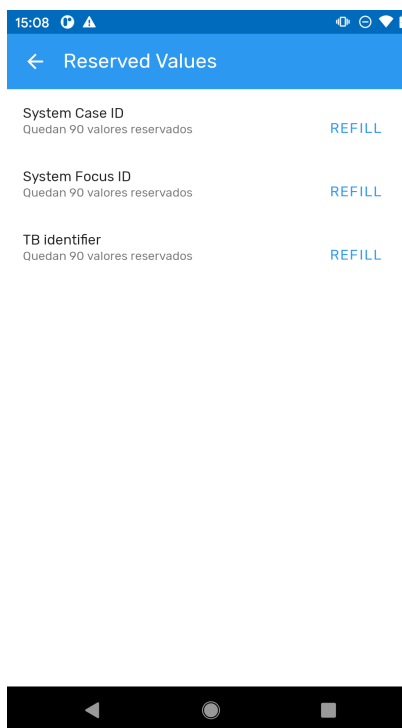 15:08
Reserved Values
System Case ID
Quedan 90 valores reservados
REFILL
System Focus ID
Quedan 90 valores reservados
REFILL
TB identifier
Quedan 90 valores reservados
REFILL